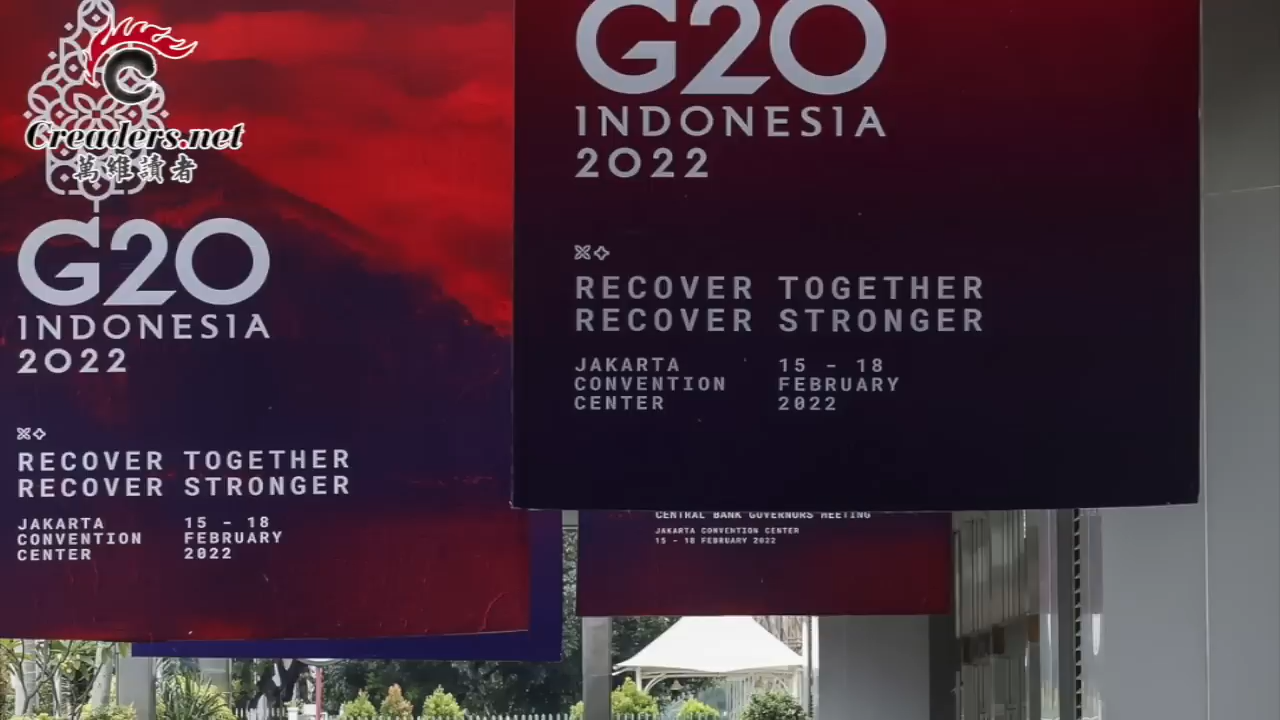 Creaders.net
萬維讀者
G20
INDONESIA
2022
RECOVER TOGETHER
RECOVER STRONGER
JAKARTA
CONVENTION
CENTER
15 - 18
FEBRUARY
2022
G20
INDONESIA
2022
RECOVER TOGETHER
RECOVER STRONGER
JAKARTA
CONVENTION
CENTER
15 - 18
FEBRUARY
2022
CENTRAL BANK GOVERNORS MEETING
JAKARTA CONVENTION CENTER
15 - 18 FEBRUARY 2022